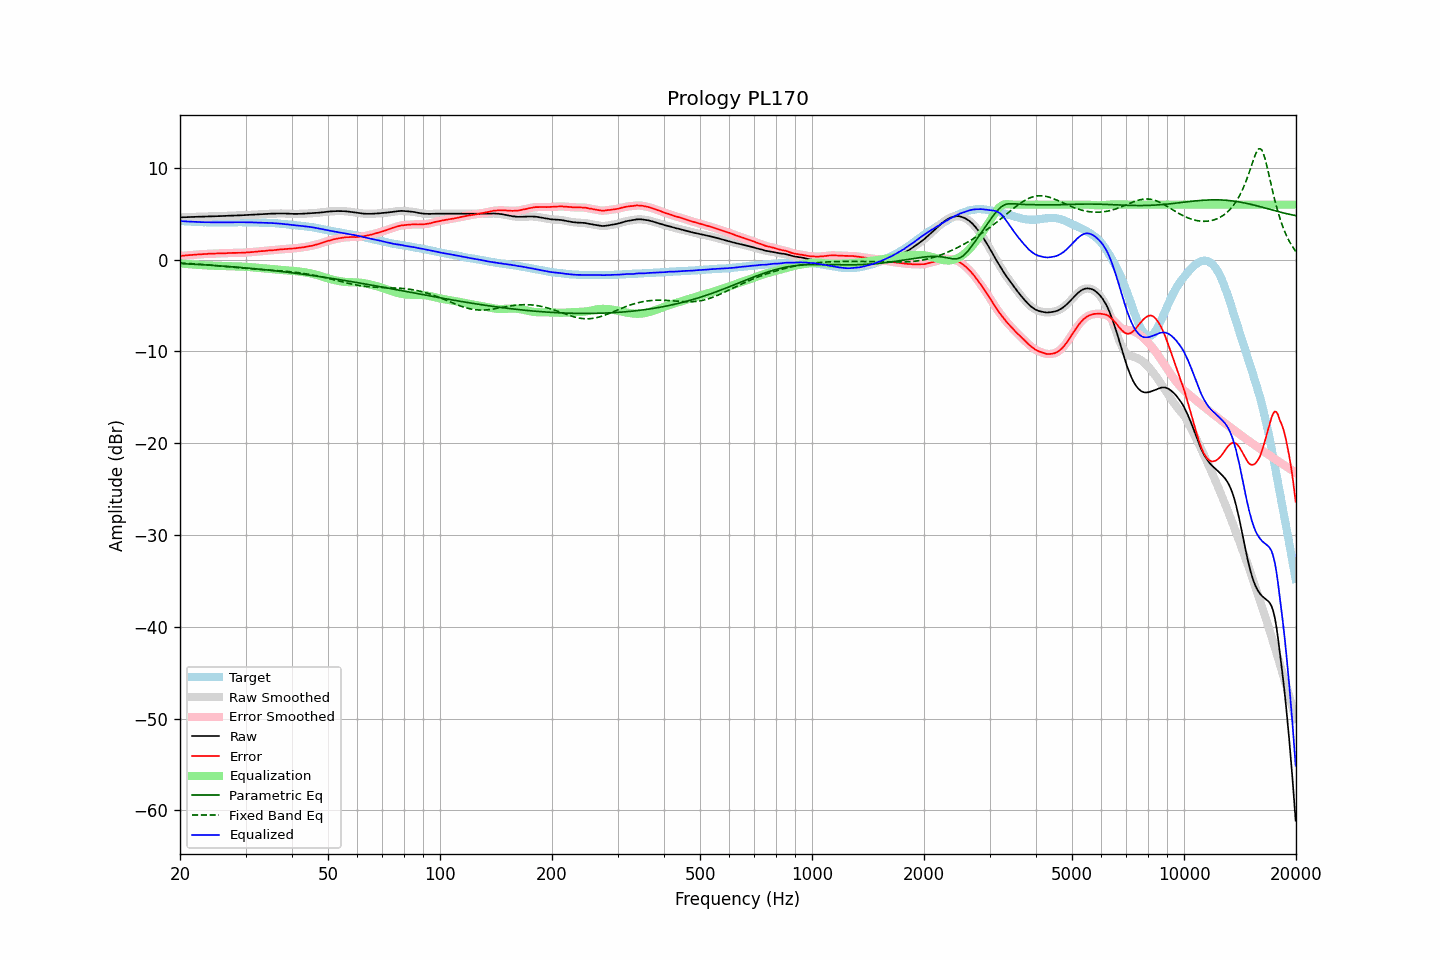 Prology PL170
Amplitude (dBr)
10
0
−10
−20
−30
−40
−50
−60
Target
Raw Smoothed
Error Smoothed
Raw
Error
Equalization
Parametric Eq
Fixed Band Eq
Equalized
20 50 100 200 500 1000 2000 5000 10000 20000
Frequency (Hz)